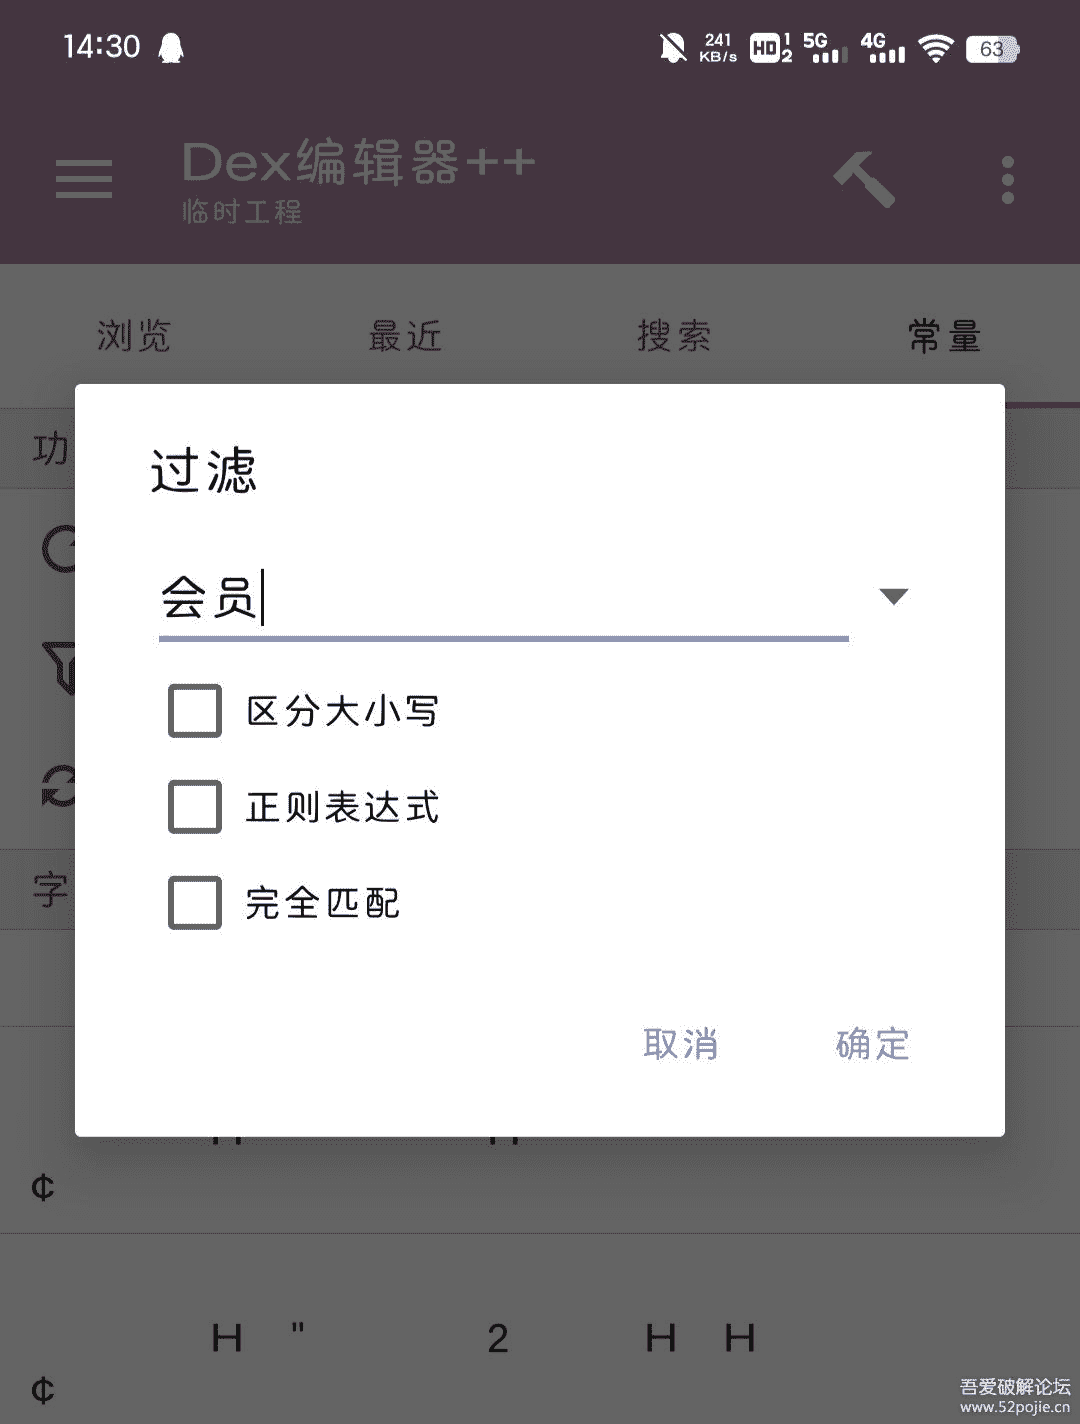 14:30 241 KB/s HD 1 2 5G 4G 63
Dex编辑器++
临时工程
浏览 最近 搜索 常量
功
过滤
会员
区分大小写
正则表达式
字
完全匹配
取消 确定
¢
H " 2 H H
¢
吾爱破解论坛
www.52pojie.cn